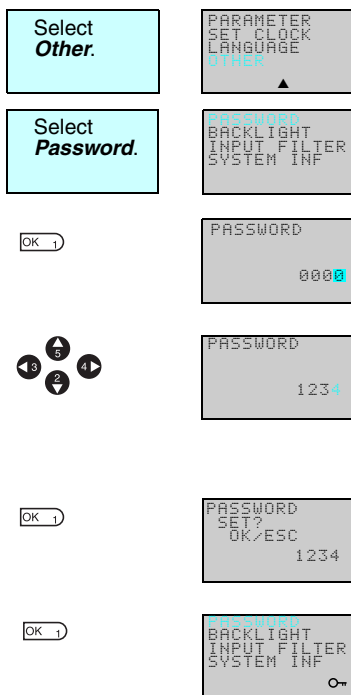 Select
Other.
PARAMETER
SET CLOCK
LANGUAGE
OTHER
Select
Password.
PASSWORD
BACKLIGHT
INPUT FILTER
SYSTEM INF
OK 1
PASSWORD
0000
5
3 4
2
PASSWORD
1234
OK 1
PASSWORD
SET?
OK/ESC
1234
OK 1
PASSWORD
BACKLIGHT
INPUT FILTER
SYSTEM INF